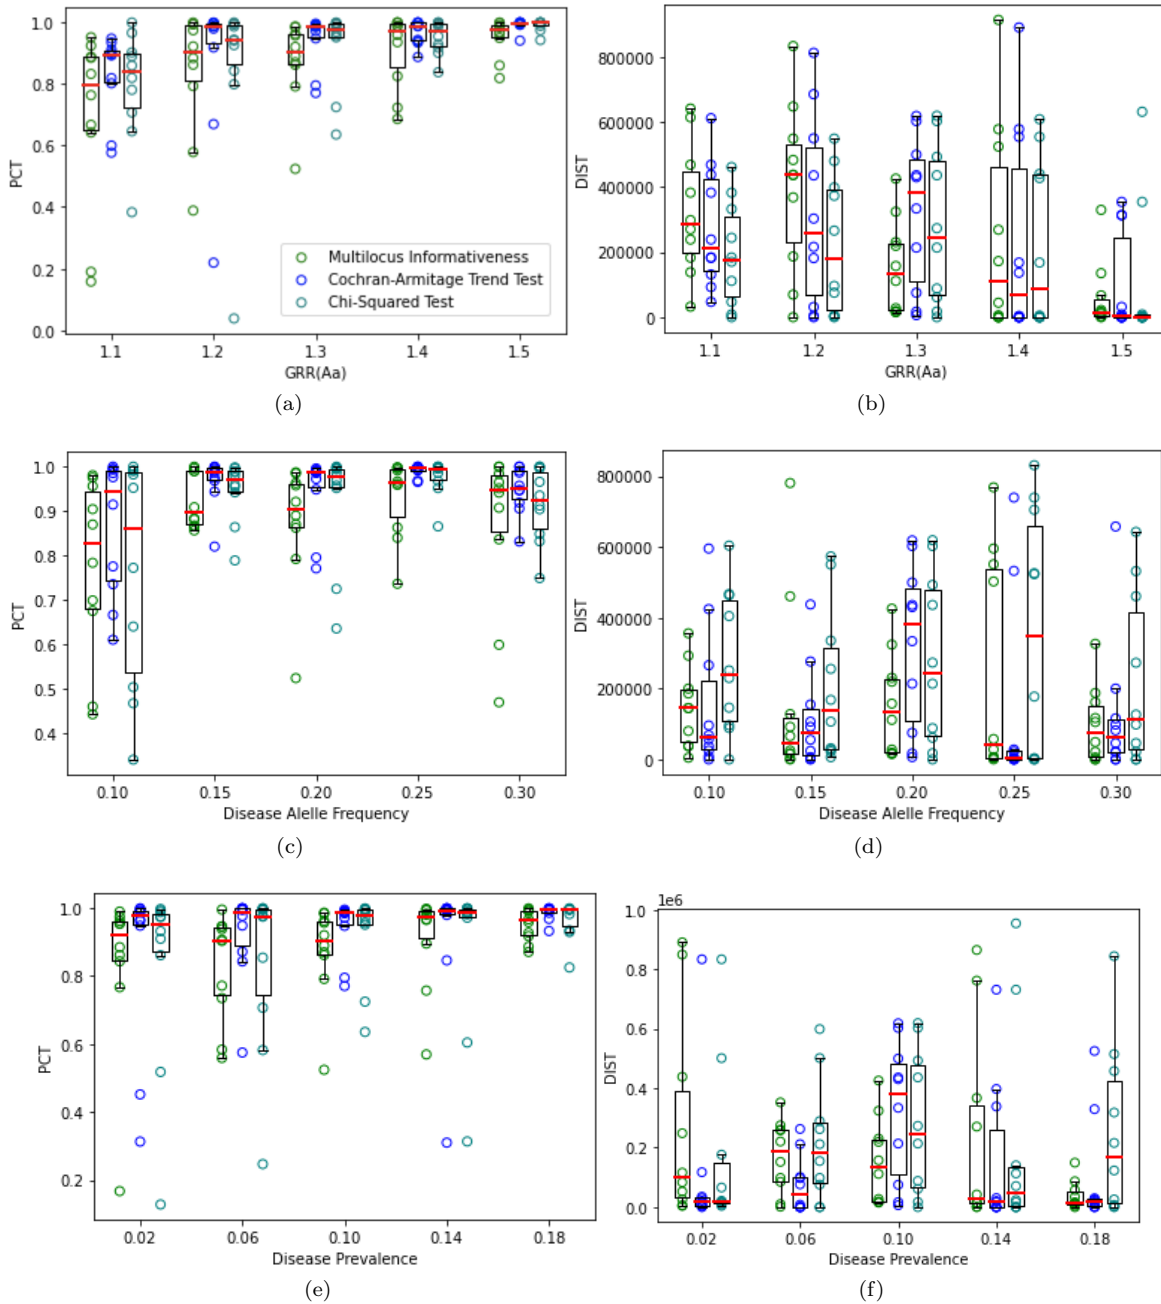 1.0
0.8
0.6
0.4
0.2
0.0
PCT
1.1
1.2
1.3
1.4
1.5
GRR(Aa)
Multilocus Informativeness
Cochran-Armitage Trend Test
Chi-Squared Test
(a)
800000
600000
400000
200000
0
DIST
1.1
1.2
1.3
1.4
1.5
GRR(Aa)
(b)
1.0
0.9
0.8
0.7
0.6
0.5
0.4
PCT
0.10
0.15
0.20
0.25
0.30
Disease Alelle Frequency
(c)
800000
600000
400000
200000
0
DIST
0.10
0.15
0.20
0.25
0.30
Disease Alelle Frequency
(d)
1.0
0.8
0.6
0.4
0.2
PCT
0.02
0.06
0.10
0.14
0.18
Disease Prevalence
(e)
1e6
1.0
0.8
0.6
0.4
0.2
0.0
DIST
0.02
0.06
0.10
0.14
0.18
Disease Prevalence
(f)